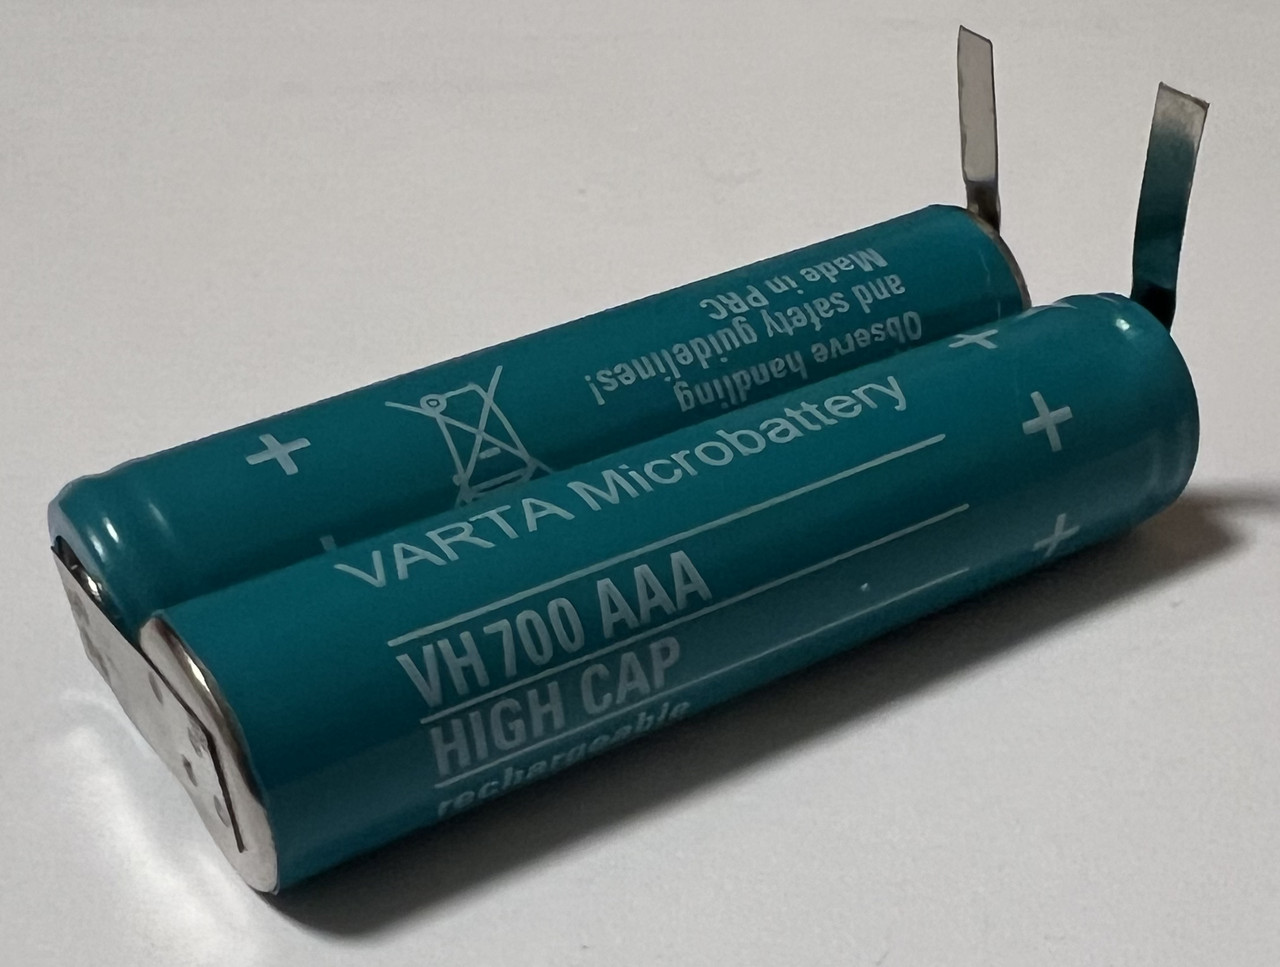 VARTA Microbattery
VH 700 AAA
HIGH CAP
rechargeable
Observe handling
and safety guidelines!
Made in PRC